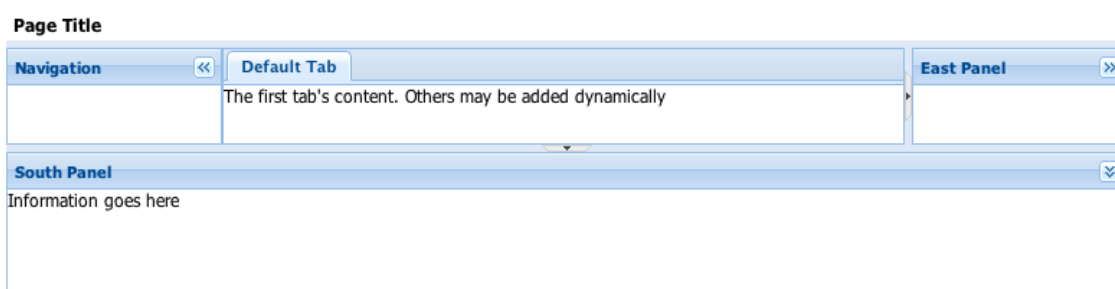 Page Title
Navigation
Default Tab
East Panel
The first tab's content. Others may be added dynamically
South Panel
Information goes here